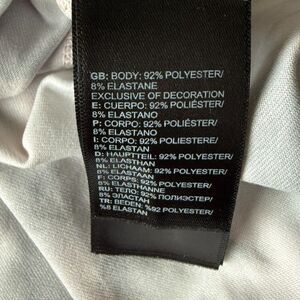 GB: BODY: 92% POLYESTER/
8% ELASTANE
EXCLUSIVE OF DECORATION
E: CUERPO: 92% POLIÉSTER/
8% ELASTANO
P: CORPO: 92% POLIÉSTER/
8% ELASTANO
I: CORPO: 92% POLIESTERE/
8% ELASTAN
D: HAUPTTEIL: 92% POLYESTER/
8% ELASTHAN
NL: LICHAAM: 92% POLYESTER/
8% ELASTAAN
F: CORPS: 92% POLYESTER/
8% ELASTHANNE
RU: ТЕЛО: 92% ПОЛИЭСТЕР/
8% ЭЛАСТАН
TR: BEDEN: %92 POLYESTER/
%8 ELASTAN